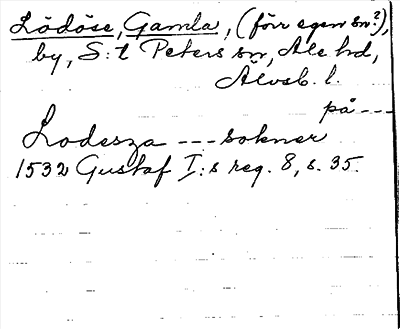 Lödöse, Gamla, (förr egen sn?),
by, S:t Peters sn, Ale hd,
Älvsb. l.
på ---
Lodesza --- sokner
1532 Gustaf I:s reg. 8, s. 35.